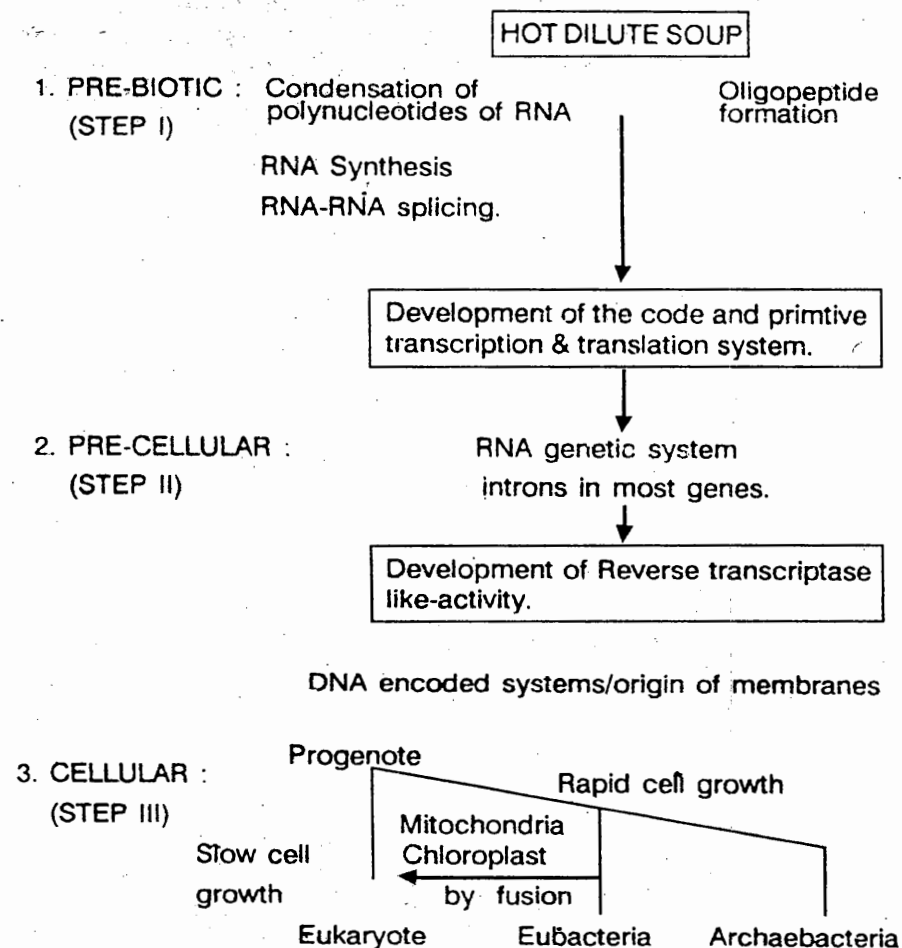 HOT DILUTE SOUP
1. PRE-BIOTIC : Condensation of
polynucleotides of RNA
(STEP I)
Oligopeptide
formation
RNA Synthesis
RNA-RNA splicing.
Development of the code and primtive
transcription & translation system.
2. PRE-CELLULAR :
(STEP II)
RNA genetic system
introns in most genes.
Development of Reverse transcriptase
like-activity.
DNA encoded systems/origin of membranes
3. CELLULAR :
(STEP III)
Progenote
Rapid cell growth
Mitochondria
Chloroplast
by fusion
Slow cell
growth
Eukaryote
Eubacteria
Archaebacteria